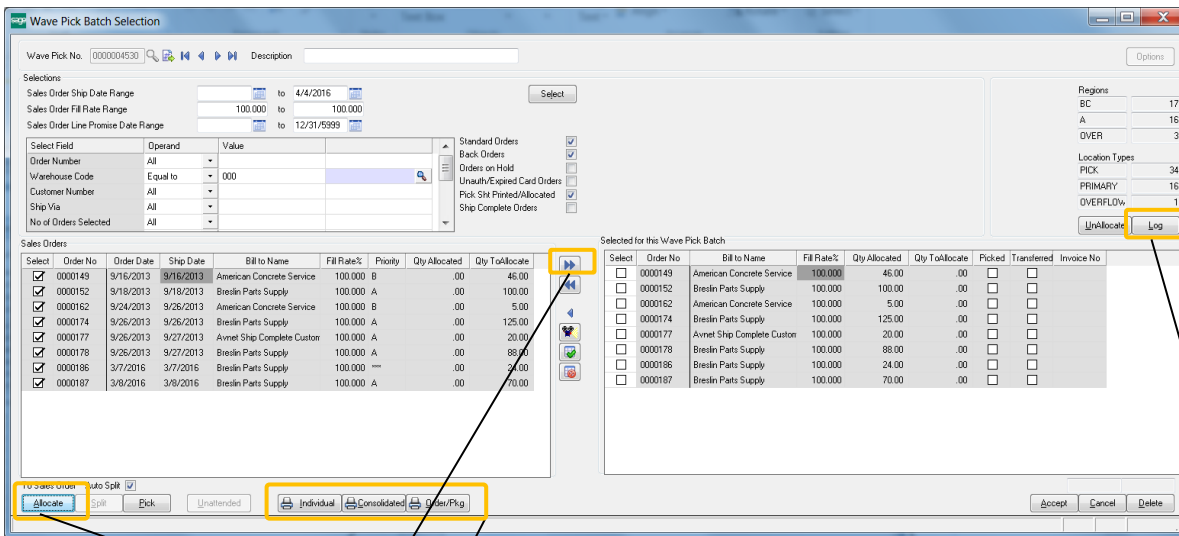 sage Wave Pick Batch Selection
Wave Pick No. 0000004530 Description
Options
Selections
Sales Order Ship Date Range to 4/4/2016 Select
Sales Order Fill Rate Range 100.000 to 100.000
Sales Order Line Promise Date Range to 12/31/5999
Select Field Operand Value
Order Number All
Warehouse Code Equal to 000
Customer Number All
Ship Via All
No of Orders Selected All
Standard Orders
Back Orders
Orders on Hold
Unauth/Expired Card Orders
Pick Sht Printed/Allocated
Ship Complete Orders
Regions
BC 17
A 16
OVER 3
Location Types
PICK 34
PRIMARY 16
OVERFLOW 1
UnAllocate Log
Sales Orders
Select Order No Order Date Ship Date Bill to Name Fill Rate% Priority Qty Allocated Qty ToAllocate
0000149 9/16/2013 9/16/2013 American Concrete Service 100.000 B .00 46.00
0000152 9/18/2013 9/18/2013 Breslin Parts Supply 100.000 A .00 100.00
0000162 9/24/2013 9/26/2013 American Concrete Service 100.000 B .00 5.00
0000174 9/26/2013 9/26/2013 Breslin Parts Supply 100.000 A .00 125.00
0000177 9/26/2013 9/27/2013 Avnet Ship Complete Custom 100.000 A .00 20.00
0000178 9/26/2013 9/27/2013 Breslin Parts Supply 100.000 A .00 88.00
0000186 3/7/2016 3/7/2016 Breslin Parts Supply 100.000 .00 24.00
0000187 3/8/2016 3/8/2016 Breslin Parts Supply 100.000 A .00 70.00
Selected for this Wave Pick Batch
Select Order No Bill to Name Fill Rate% Qty Allocated Qty ToAllocate Picked Transferred Invoice No
0000149 American Concrete Service 100.000 46.00 .00
0000152 Breslin Parts Supply 100.000 100.00 .00
0000162 American Concrete Service 100.000 5.00 .00
0000174 Breslin Parts Supply 100.000 125.00 .00
0000177 Avnet Ship Complete Custom 100.000 20.00 .00
0000178 Breslin Parts Supply 100.000 88.00 .00
0000186 Breslin Parts Supply 100.000 24.00 .00
0000187 Breslin Parts Supply 100.000 70.00 .00
To Sales Order Auto Split
Allocate Split Pick Unattended Individual Consolidated Order/Pkg
Accept Cancel Delete